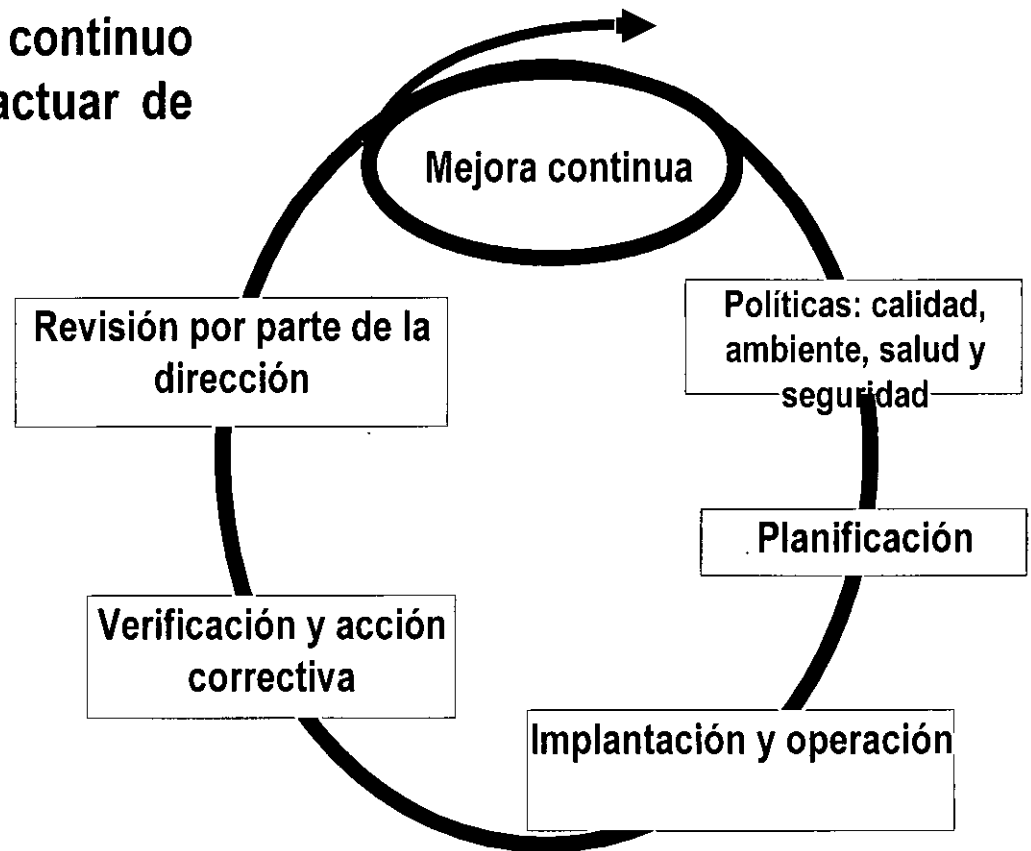 continuo
actuar de
Mejora continua
Políticas: calidad,
ambiente, salud y
seguridad
Planificación
Implantación y operación
Verificación y acción
correctiva
Revisión por parte de la
dirección